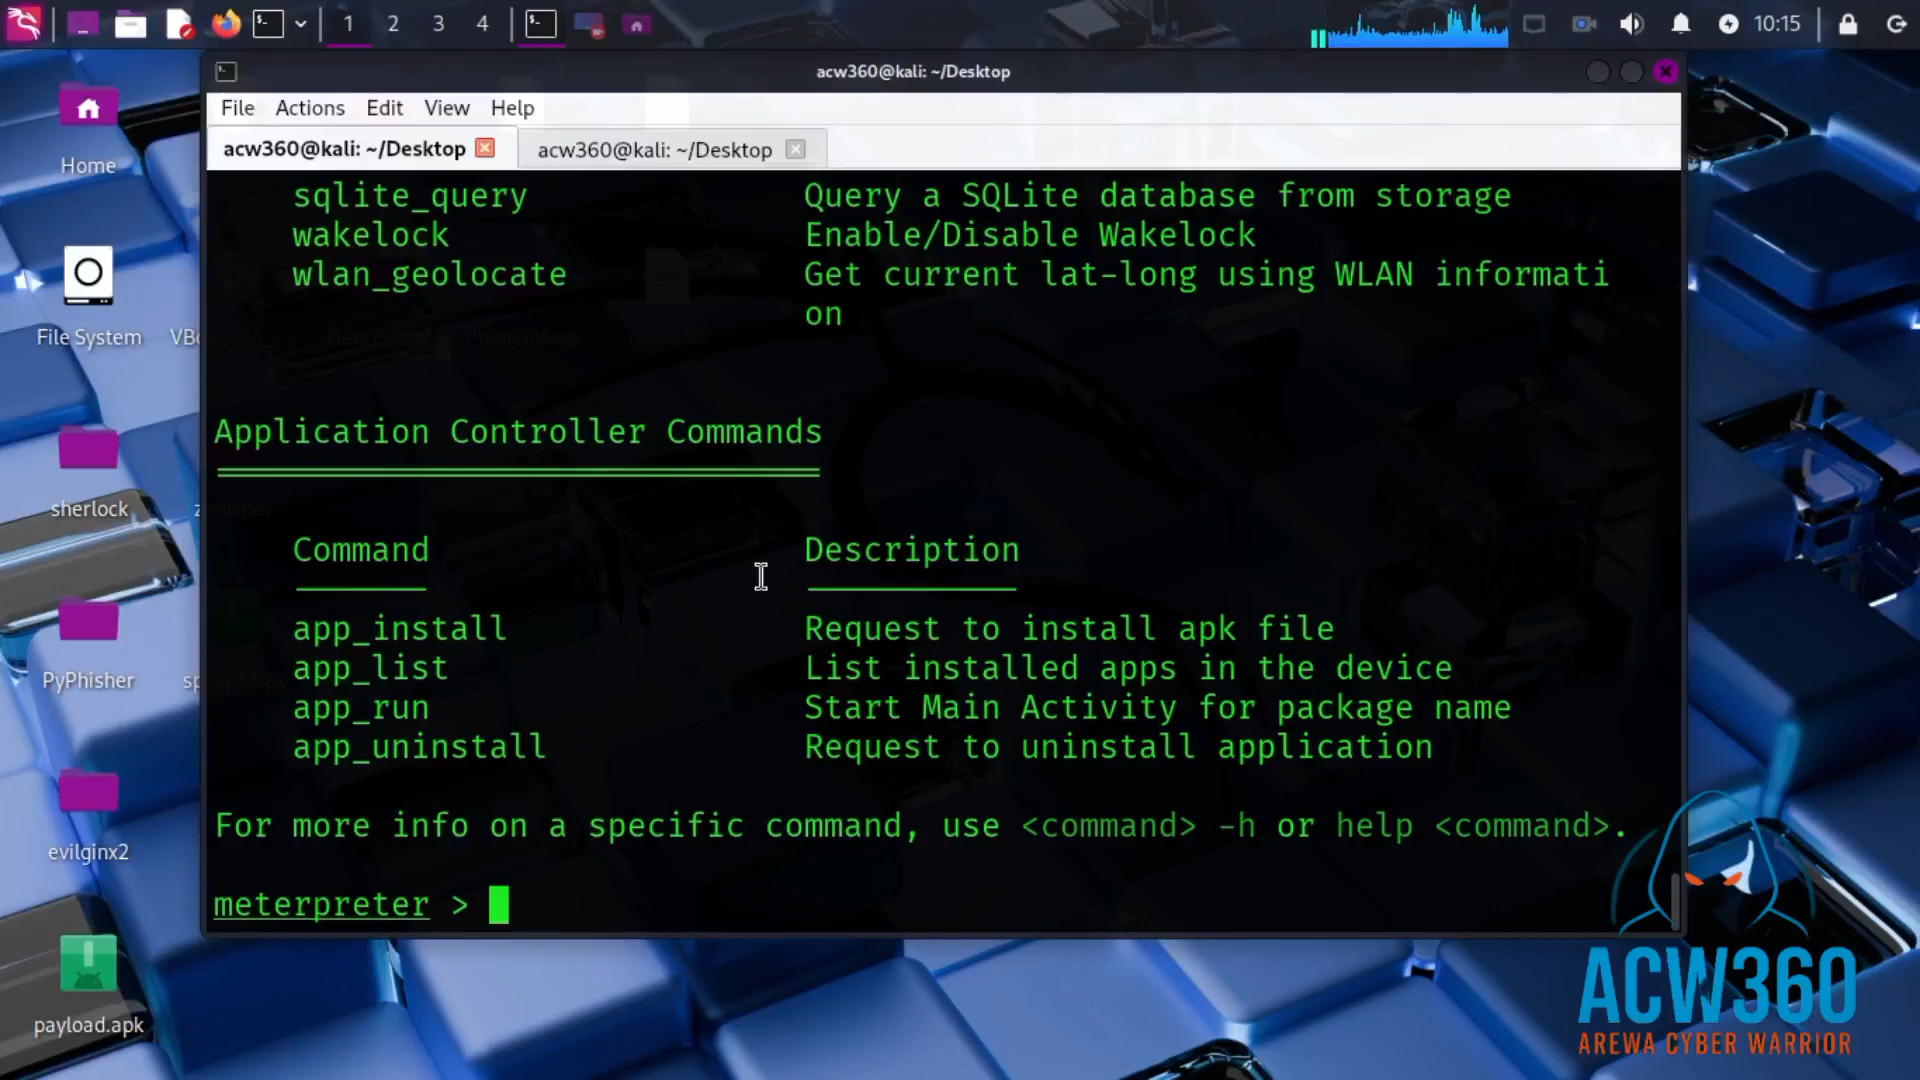 1 2 3 4
10:15
acw360@kali: ~/Desktop
File Actions Edit View Help
acw360@kali: ~/Desktop
acw360@kali: ~/Desktop
sqlite_query Query a SQLite database from storage
wakelock Enable/Disable Wakelock
wlan_geolocate Get current lat-long using WLAN informati
on
Application Controller Commands
Command Description
app_install Request to install apk file
app_list List installed apps in the device
app_run Start Main Activity for package name
app_uninstall Request to uninstall application
For more info on a specific command, use <command> -h or help <command>.
meterpreter >
Home
File System
sherlock
PyPhisher
evilginx2
payload.apk
ACW360
AREWA CYBER WARRIOR